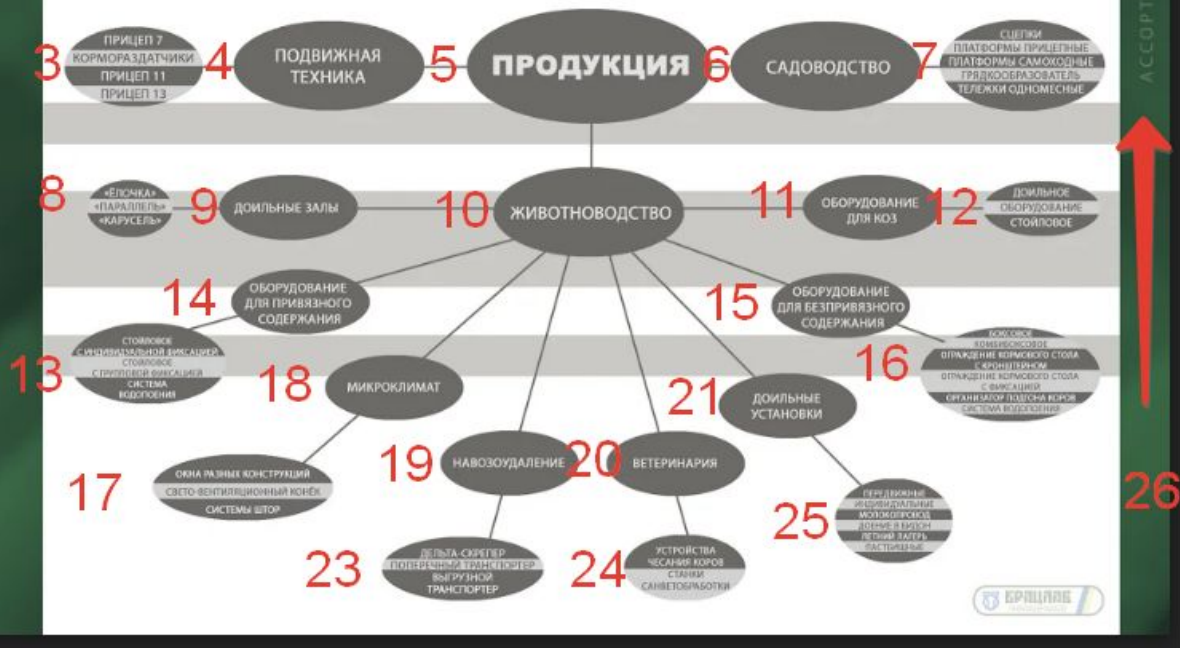 3
ПРИЦЕП 7
КОРМОРАЗДАТЧИКИ
ПРИЦЕП 11
ПРИЦЕП 13
4
ПОДВИЖНАЯ
ТЕХНИКА
5
ПРОДУКЦИЯ
6
САДОВОДСТВО
7
СЦЕПКИ
ПЛАТФОРМЫ ПРИЦЕПНЫЕ
ПЛАТФОРМЫ САМОХОДНЫЕ
ГРЯДКООБРАЗОВАТЕЛЬ
ТЕЛЕЖКИ ОДНОМЕСНЫЕ
АССОРТ
8
«ЁЛОЧКА»
«ПАРАЛЛЕЛЬ»
«КАРУСЕЛЬ»
9
ДОИЛЬНЫЕ ЗАЛЫ
10
ЖИВОТНОВОДСТВО
11
ОБОРУДОВАНИЕ
ДЛЯ КОЗ
12
ДОИЛЬНОЕ
ОБОРУДОВАНИЕ
СТОЙЛОВОЕ
14
ОБОРУДОВАНИЕ
ДЛЯ ПРИВЯЗНОГО
СОДЕРЖАНИЯ
15
ОБОРУДОВАНИЕ
ДЛЯ БЕЗПРИВЯЗНОГО
СОДЕРЖАНИЯ
13
СТОЙЛОВОЕ
С ИНДИВИДУАЛЬНОЙ ФИКСАЦИЕЙ
СТОЙЛОВОЕ
С ГРУППОВОЙ ФИКСАЦИЕЙ
СИСТЕМА
ВОДОПОЕНИЯ
18
МИКРОКЛИМАТ
21
ДОИЛЬНЫЕ
УСТАНОВКИ
16
БОКСОВОЕ
КОМБИБОКСОВОЕ
ОГРАЖДЕНИЕ КОРМОВОГО СТОЛА
С КРОНШТЕЙНОМ
ОГРАЖДЕНИЕ КОРМОВОГО СТОЛА
С ФИКСАЦИЕЙ
ОРГАНИЗАТОР ПОДГОНА КОРОВ
СИСТЕМА ВОДОПОЕНИЯ
17
ОКНА РАЗНЫХ КОНСТРУКЦИЙ
СВЕТО-ВЕНТИЛЯЦИОННЫЙ КОНЁК
СИСТЕМЫ ШТОР
19
НАВОЗОУДАЛЕНИЕ
20
ВЕТЕРИНАРИЯ
26
23
ДЕЛЬТА-СКРЕПЕР
ПОПЕРЕЧНЫЙ ТРАНСПОРТЕР
ВЫГРУЗНОЙ
ТРАНСПОРТЕР
24
УСТРОЙСТВА
ЧЕСАНИЯ КОРОВ
СТАНКИ
САНВЕТОБРАБОТКИ
25
ПЕРЕДВИЖНЫЕ
ИНДИВИДУАЛЬНЫЕ
МОЛОКОПРОВОД
ДОЕНИЕ В БИДОН
ЛЕТНИЙ ЛАГЕРЬ
ПАСТБИЩНЫЕ
БРАЦЛАВ